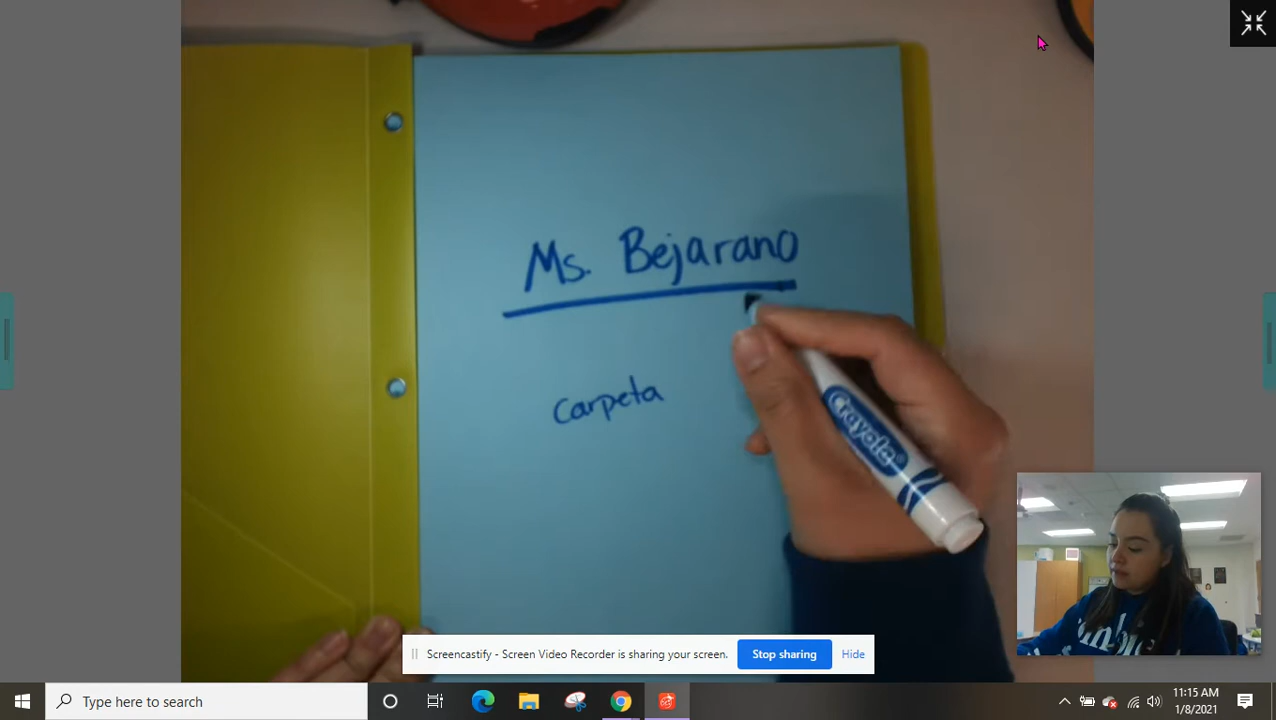 Ms. Bejarano
carpeta
Crayola
Screencastify - Screen Video Recorder is sharing your screen.
Stop sharing
Hide
Type here to search
11:15 AM
1/8/2021